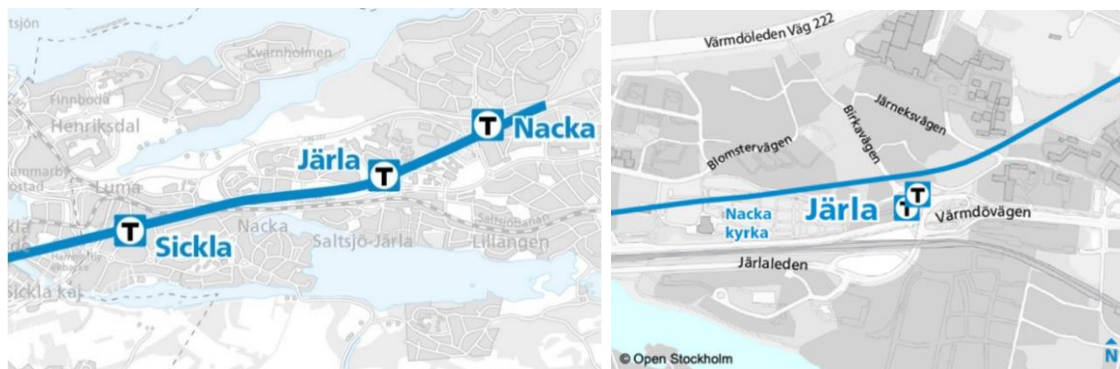 Kvarnholmen
Finnboda
Henriksdal
T
Nacka
Järla
T
Luma
Saltsjöbanan
T
Nacka
Sickla
Saltsjö-Järla
Lillängen
Sickla kaj
Värmdöleden Väg 222
Järneksvägen
Birkavägen
Blomstervägen
T
T
Järla
Nacka
kyrka
Värmdövägen
Järlaleden
© Open Stockholm
N